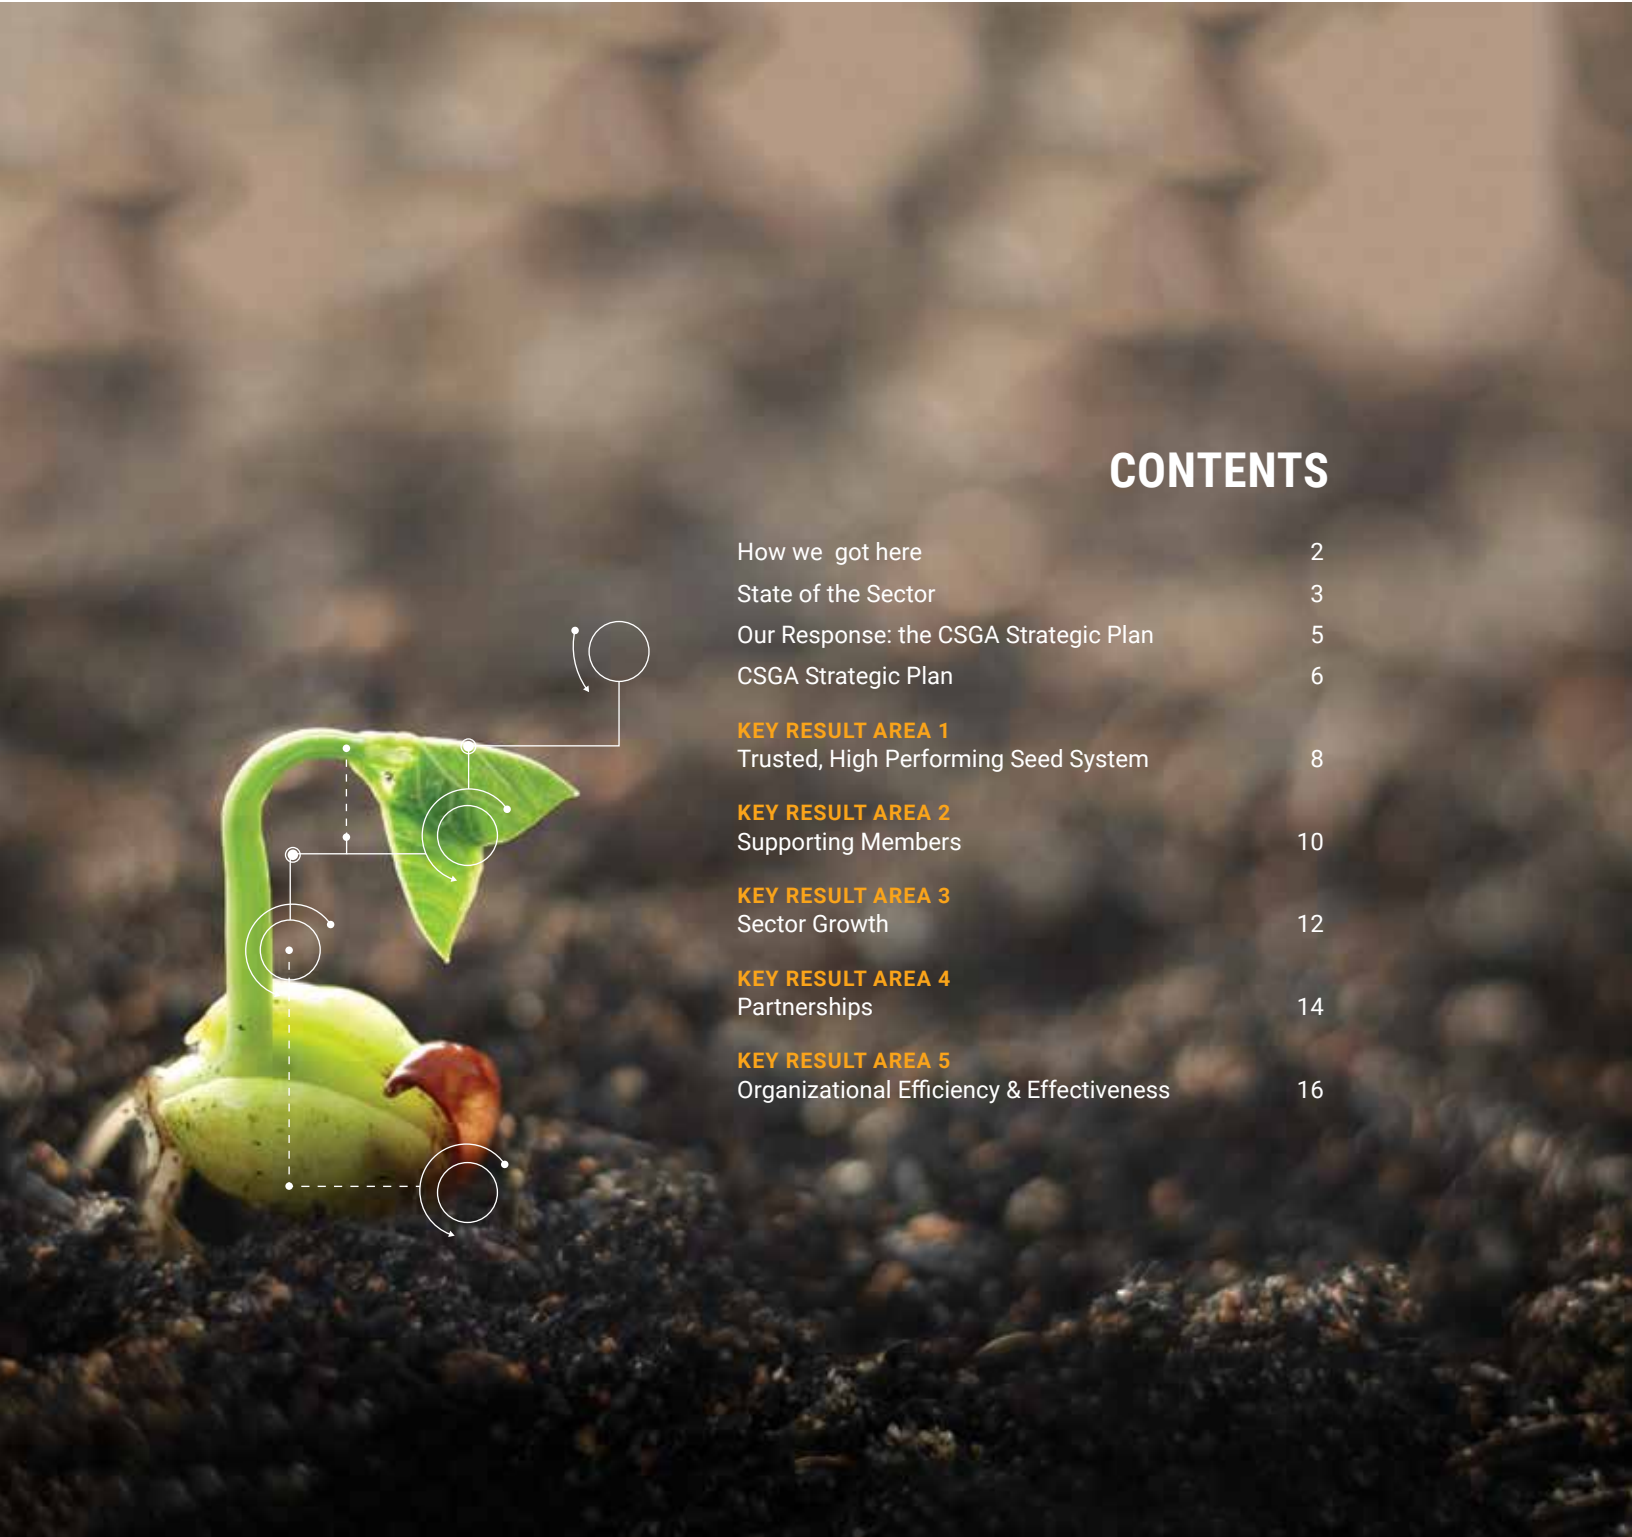 CONTENTS
How we  got here 2
State of the Sector 3
Our Response: the CSGA Strategic Plan 5
CSGA Strategic Plan 6
KEY RESULT AREA 1
Trusted, High Performing Seed System 8
KEY RESULT AREA 2
Supporting Members 10
KEY RESULT AREA 3
Sector Growth 12
KEY RESULT AREA 4
Partnerships 14
KEY RESULT AREA 5
Organizational Efficiency & Effectiveness 16